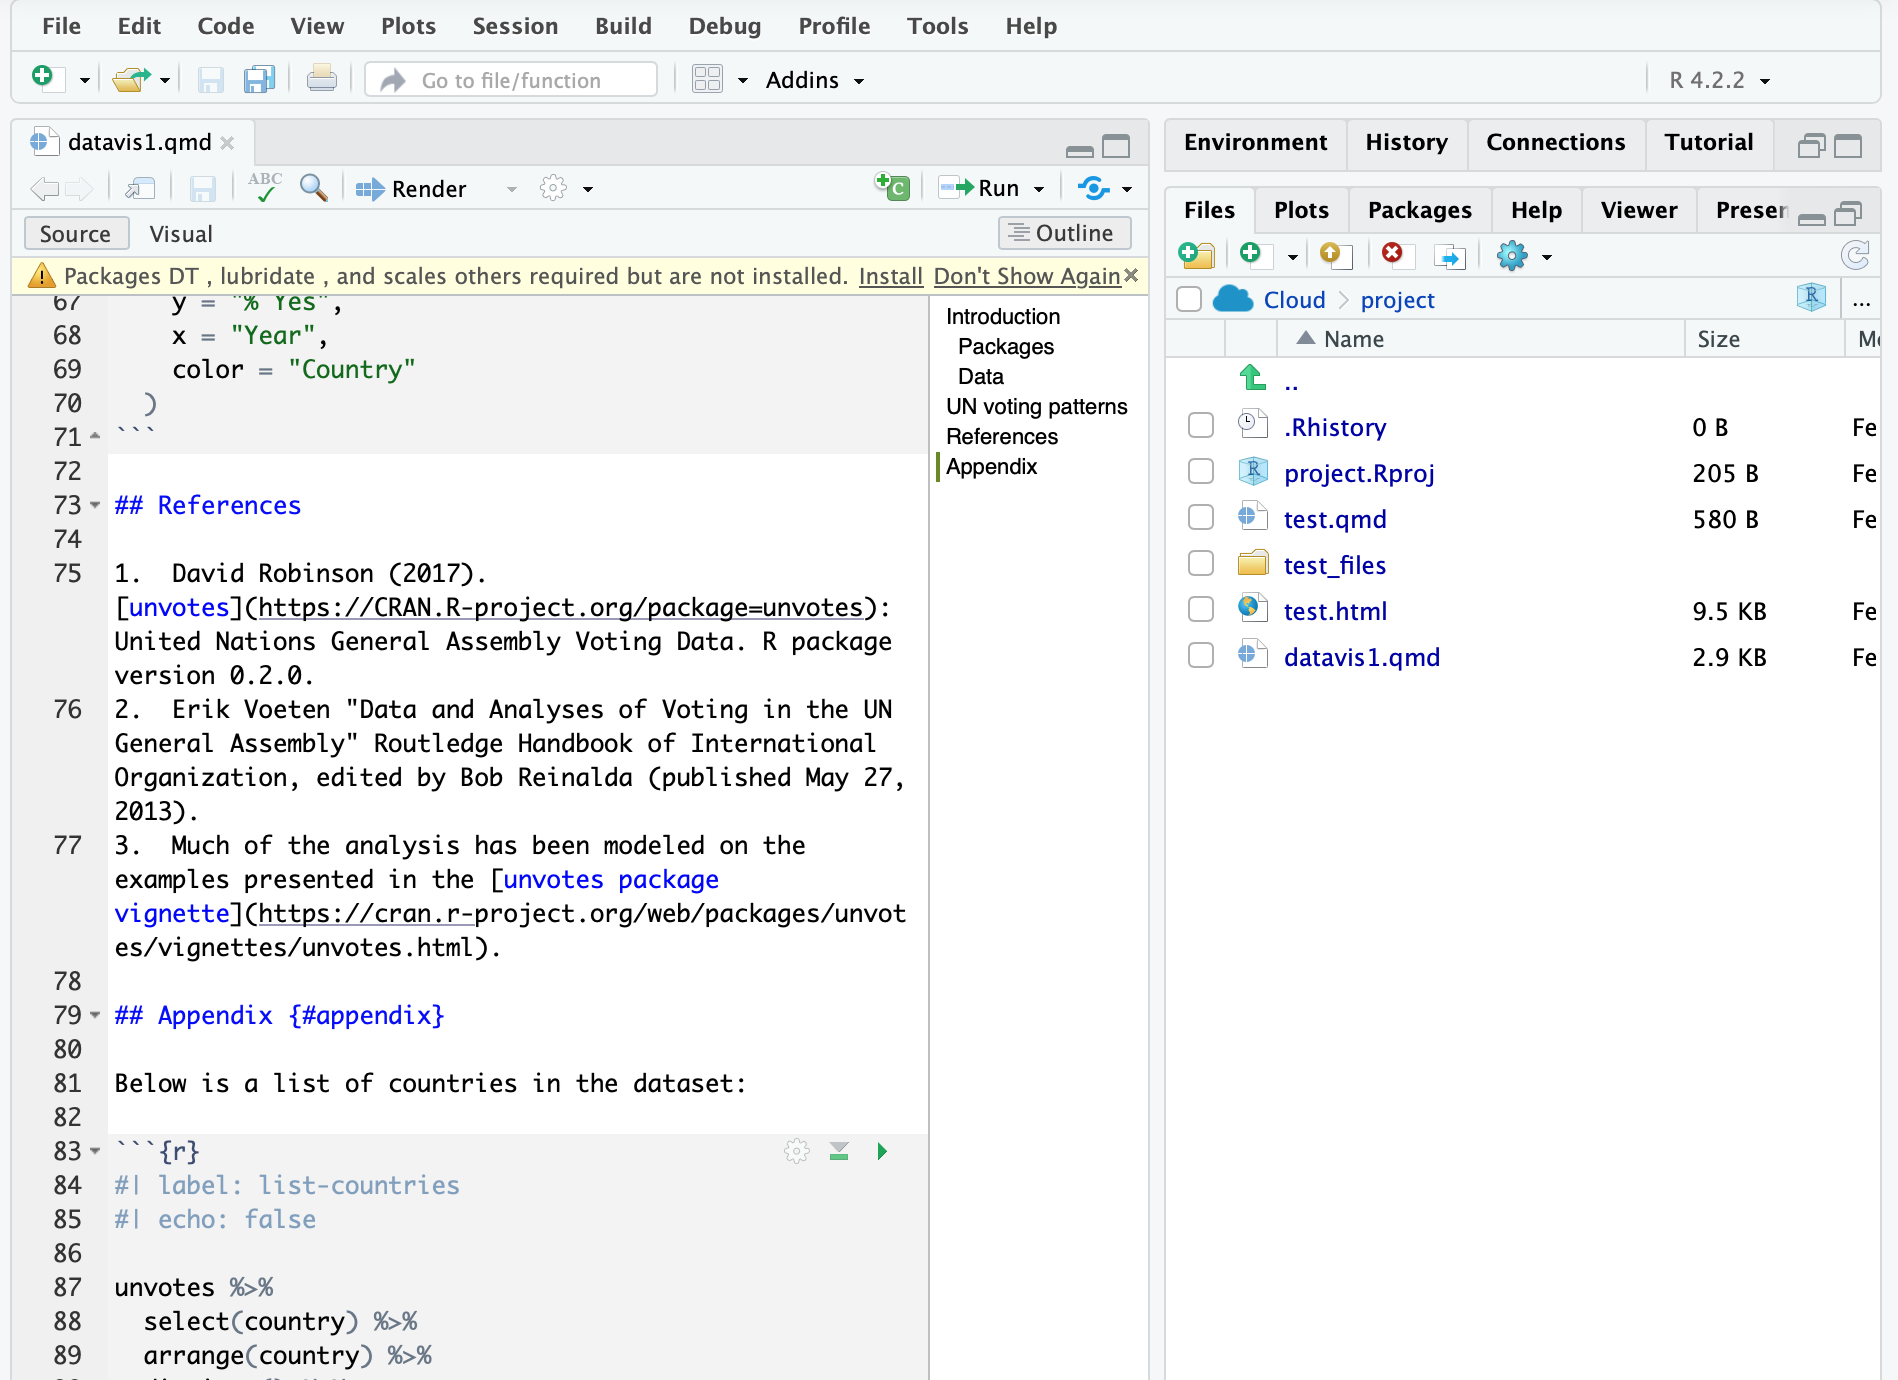 File Edit Code View Plots Session Build Debug Profile Tools Help
Go to file/function Addins R 4.2.2
datavis1.qmd
ABC Render Run
Source Visual Outline
Packages DT , lubridate , and scales others required but are not installed. Install Don't Show Again
67 y = "% Yes",
68 x = "Year",
69 color = "Country"
70 )
71 ```
72
73 ## References
74
75 1. David Robinson (2017).
[unvotes](https://CRAN.R-project.org/package=unvotes):
United Nations General Assembly Voting Data. R package
version 0.2.0.
76 2. Erik Voeten "Data and Analyses of Voting in the UN
General Assembly" Routledge Handbook of International
Organization, edited by Bob Reinalda (published May 27,
2013).
77 3. Much of the analysis has been modeled on the
examples presented in the [unvotes package
vignette](https://cran.r-project.org/web/packages/unvot
es/vignettes/unvotes.html).
78
79 ## Appendix {#appendix}
80
81 Below is a list of countries in the dataset:
82
83 ```{r}
84 #| label: list-countries
85 #| echo: false
86
87 unvotes %>%
88 select(country) %>%
89 arrange(country) %>%
Introduction
Packages
Data
UN voting patterns
References
Appendix
Environment History Connections Tutorial
Files Plots Packages Help Viewer Presen
Cloud project R ...
Name Size M
..
.Rhistory 0 B Fe
project.Rproj 205 B Fe
test.qmd 580 B Fe
test_files
test.html 9.5 KB Fe
datavis1.qmd 2.9 KB Fe